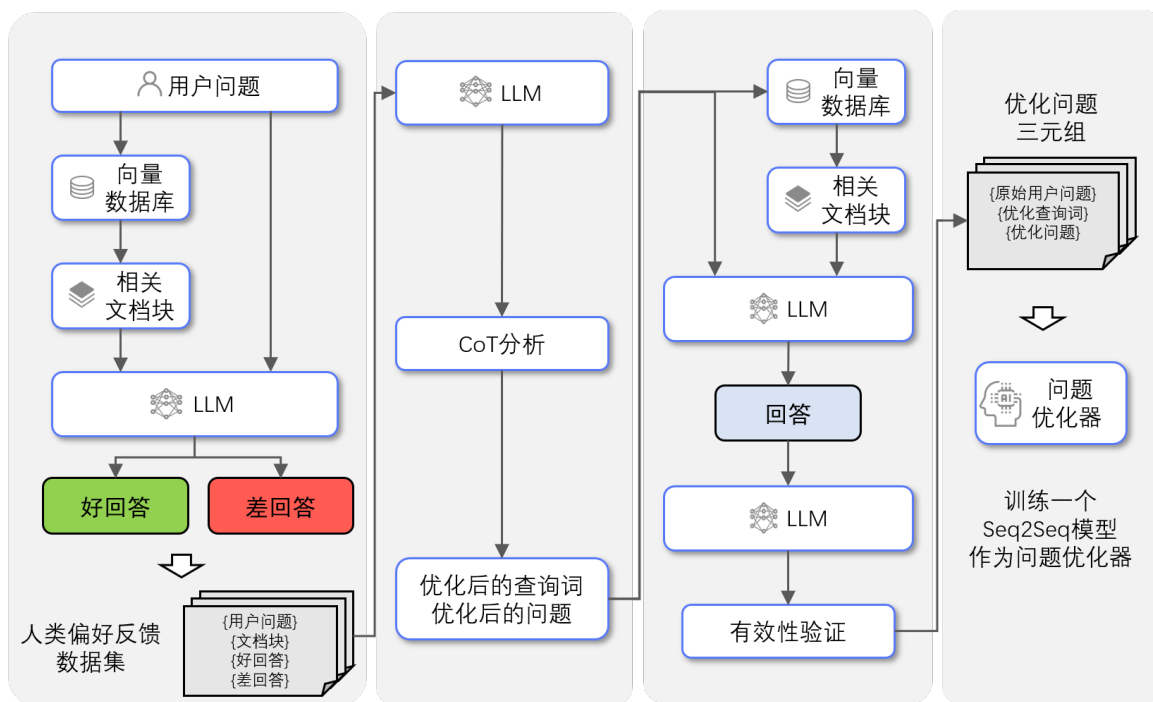 用户问题
向量
数据库
相关
文档块
LLM
好回答
差回答
人类偏好反馈
数据集
{用户问题}
{文档块}
{好回答}
{差回答}
LLM
CoT分析
优化后的查询词
优化后的问题
向量
数据库
相关
文档块
LLM
回答
LLM
有效性验证
优化问题
三元组
{原始用户问题}
{优化查询词}
{优化问题}
AI
问题
优化器
训练一个
Seq2Seq模型
作为问题优化器